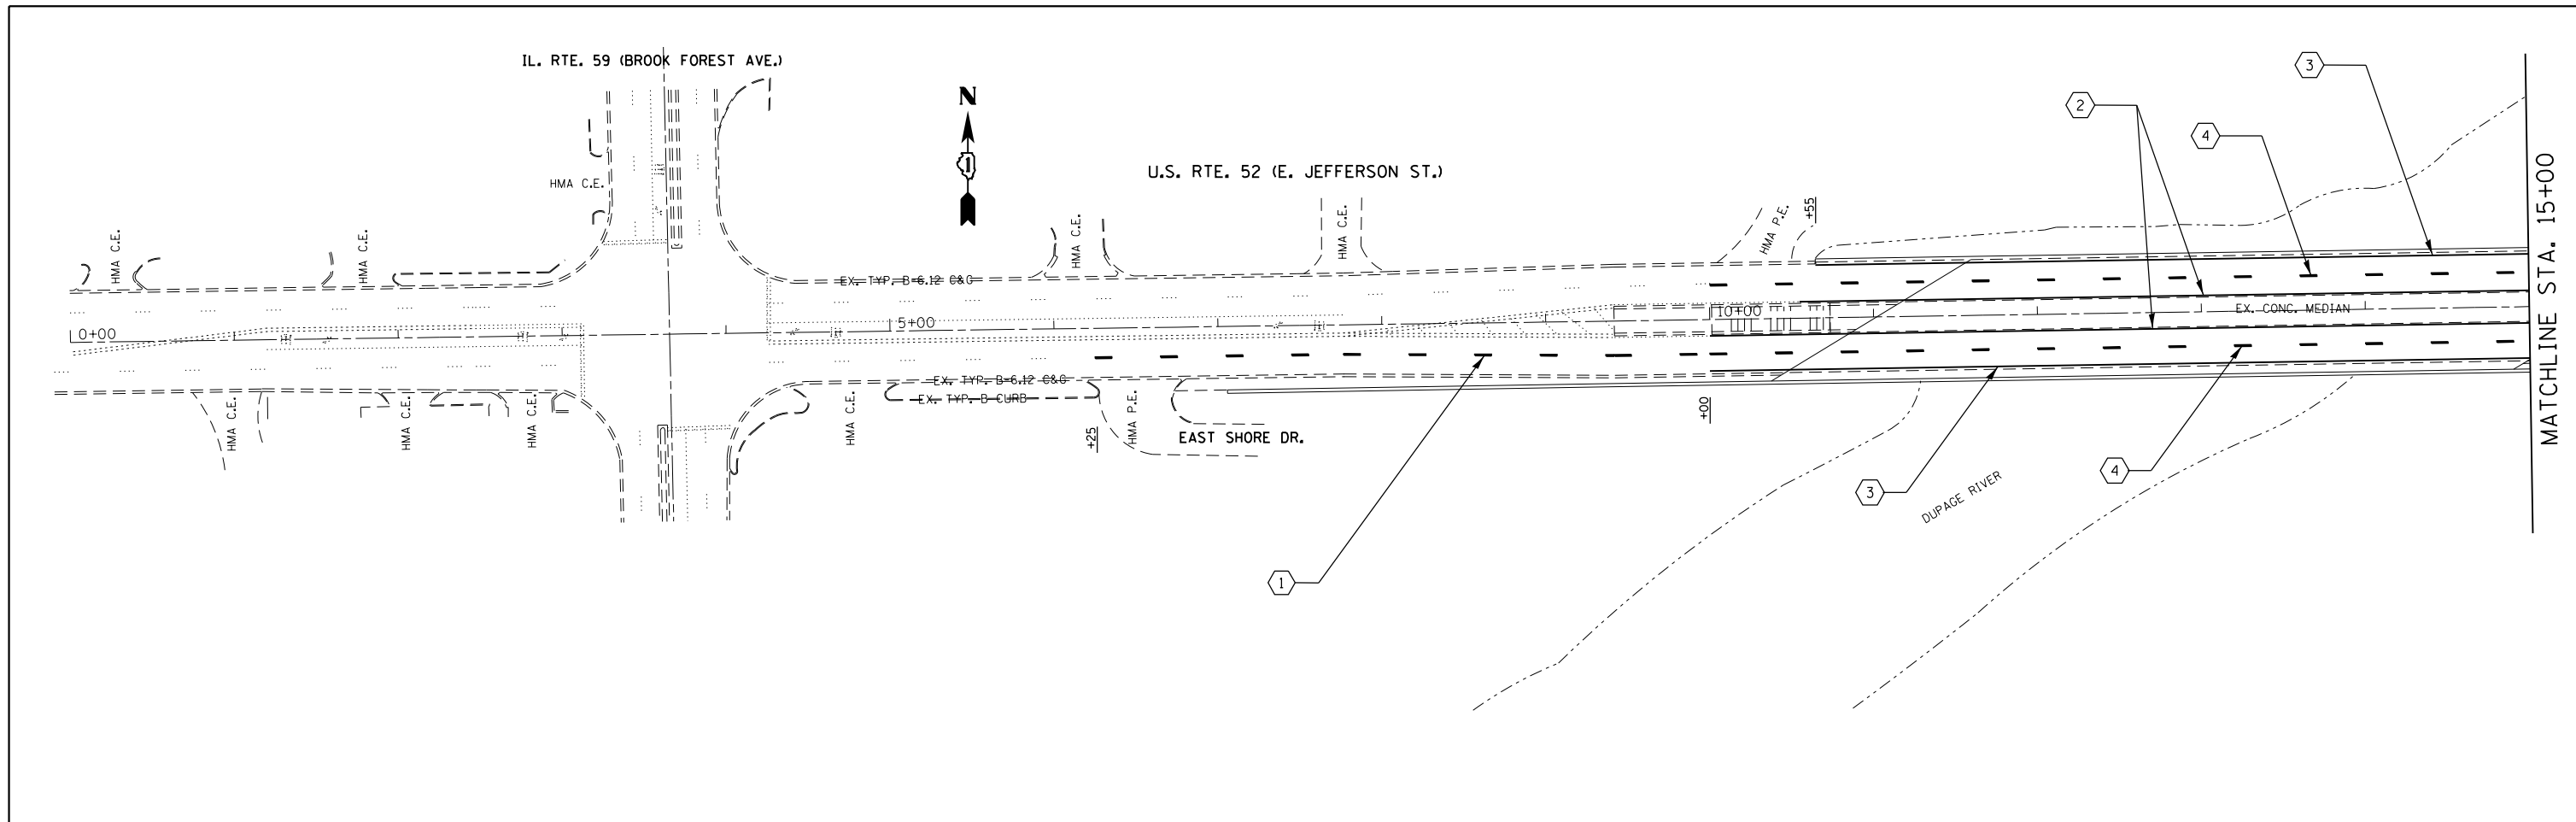 IL. RTE. 59 (BROOK FOREST AVE.)
3
N
2
4
1
U.S. RTE. 52 (E. JEFFERSON ST.)
HMA C.E.
HMA C.E.
HMA C.E.
HMA C.E.
HMA C.E.
HMA P.E.
+55
MATCHLINE STA. 15+00
EX. TYP. B-6.12 C&G
0+00
5+00
10+00
EX. CONC. MEDIAN
EX. TYP. B-6.12 C&G
EX. TYP. B CURB
HMA C.E.
HMA C.E.
HMA C.E.
HMA C.E.
+25
HMA P.E.
EAST SHORE DR.
+00
4
3
DUPAGE RIVER
1